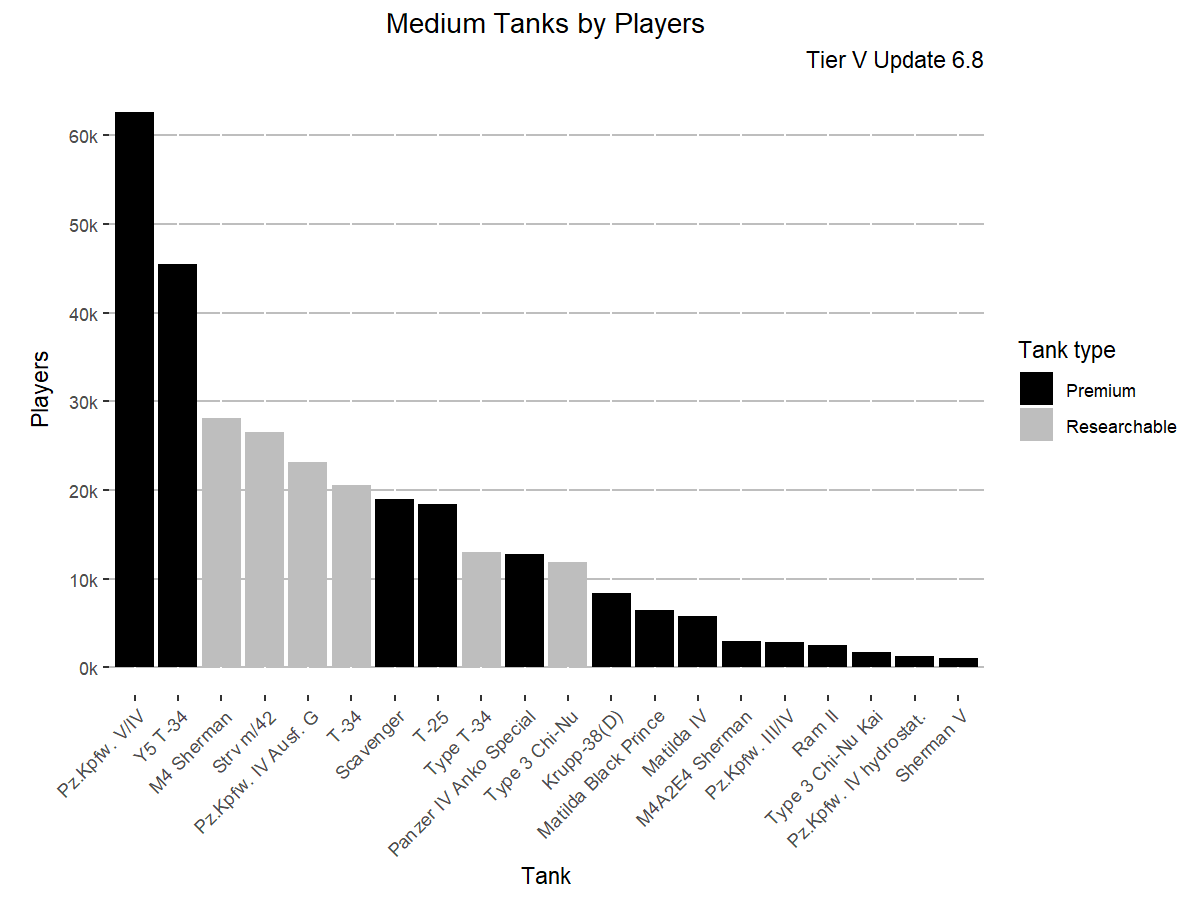 Medium Tanks by Players
Tier V Update 6.8
Players
60k
50k
40k
30k
20k
10k
0k
Pz.Kpfw. V/IV
Y5 T-34
M4 Sherman
Strv m/42
Pz.Kpfw. IV Ausf. G
T-34
Scavenger
T-25
Type T-34
Panzer IV Anko Special
Type 3 Chi-Nu
Krupp-38(D)
Matilda Black Prince
Matilda IV
M4A2E4 Sherman
Pz.Kpfw. III/IV
Ram II
Type 3 Chi-Nu Kai
Pz.Kpfw. IV hydrostat.
Sherman V
Tank
Tank type
Premium
Researchable